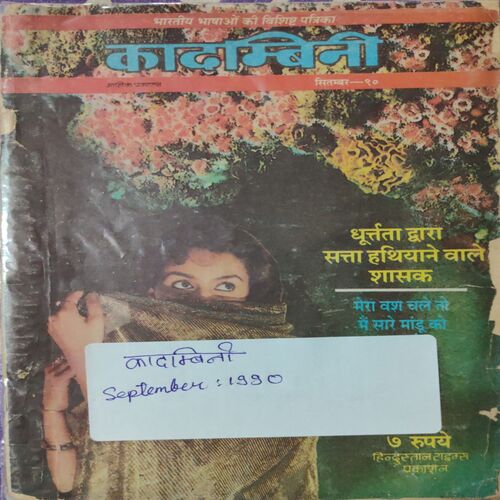 भारतीय भाषाओं की विशिष्ट पत्रिका
कादम्बिनी
सितम्बर—९०
धूर्त्तता द्वारा
सत्ता हथियाने वाले
शासक
मेरा वश चले तो
मैं सारे मांडू को
कादम्बिनी
September : 1990
७ रुपये
हिन्दुस्तान टाइम्स
प्रकाशन